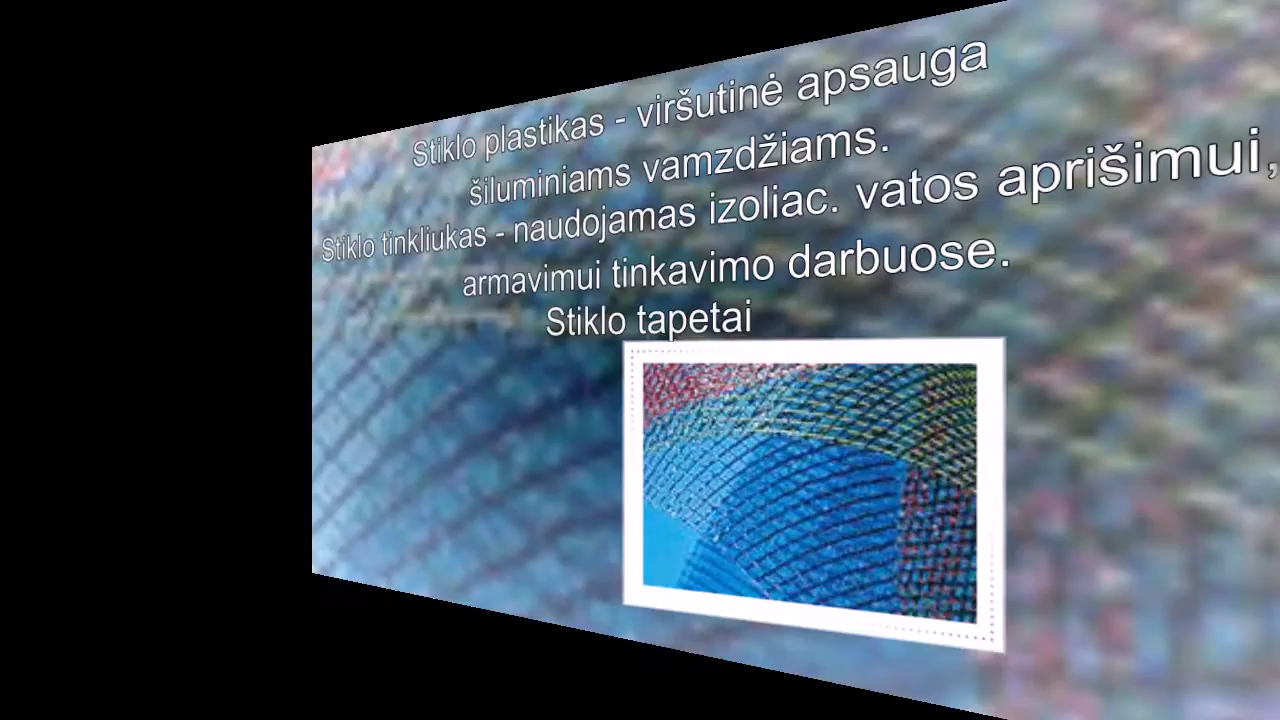 Stiklo plastikas - viršutinė apsauga
šiluminiams vamzdžiams.
Stiklo tinkliukas - naudojamas izoliac. vatos aprišimui,
armavimui tinkavimo darbuose.
Stiklo tapetai